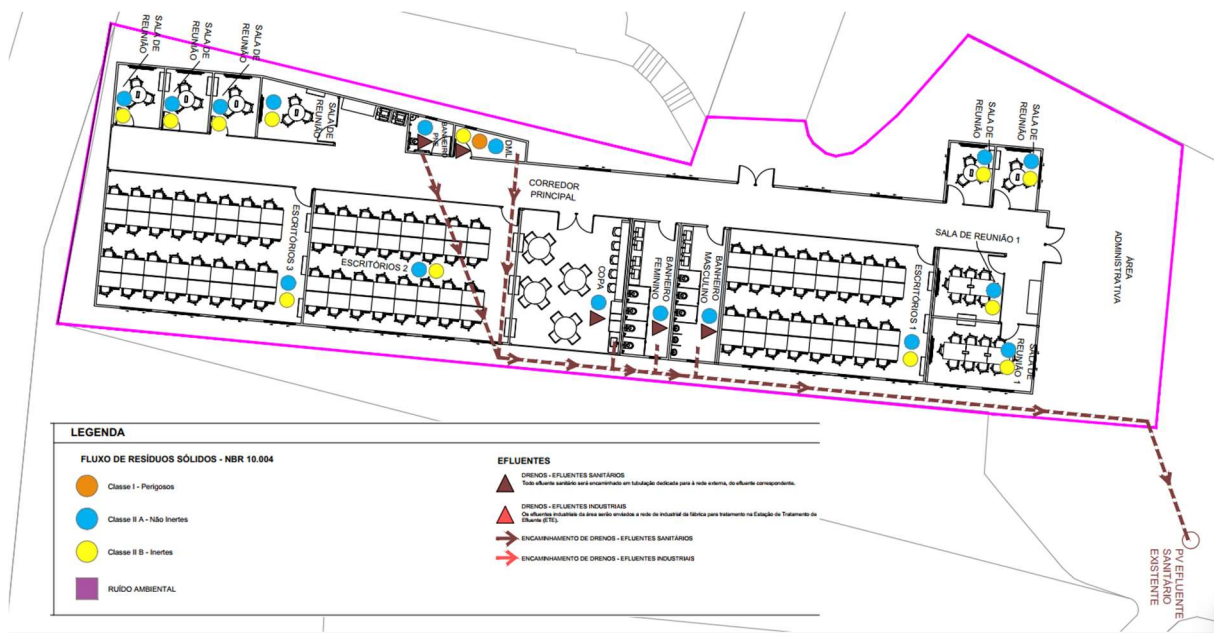 SALA DE
REUNIÃO
SALA DE
REUNIÃO
SALA DE
REUNIÃO
SALA DE
REUNIÃO
BANHEIRO
DML
SALA DE
REUNIÃO
SALA DE
REUNIÃO
CORREDOR
PRINCIPAL
ESCRITÓRIOS 3
ESCRITÓRIOS 2
COPA
BANHEIRO
FEMININO
BANHEIRO
MASCULINO
ESCRITÓRIOS 1
SALA DE REUNIÃO 1
SALA DE
REUNIÃO 1
ÁREA
ADMINISTRATIVA
PV EFLUENTE
SANITÁRIO
EXISTENTE
LEGENDA
FLUXO DE RESÍDUOS SÓLIDOS - NBR 10.004
Classe I - Perigosos
Classe II A - Não Inertes
Classe II B - Inertes
RUÍDO AMBIENTAL
EFLUENTES
DRENOS - EFLUENTES SANITÁRIOS
Todo efluente sanitário será encaminhado em tubulação dedicada para à rede externa, do efluente correspondente.
DRENOS - EFLUENTES INDUSTRIAIS
Os efluentes industriais da área serão enviados a rede de industrial da fábrica para tratamento na Estação de Tratamento de
Efluente (ETE).
ENCAMINHAMENTO DE DRENOS - EFLUENTES SANITÁRIOS
ENCAMINHAMENTO DE DRENOS - EFLUENTES INDUSTRIAIS